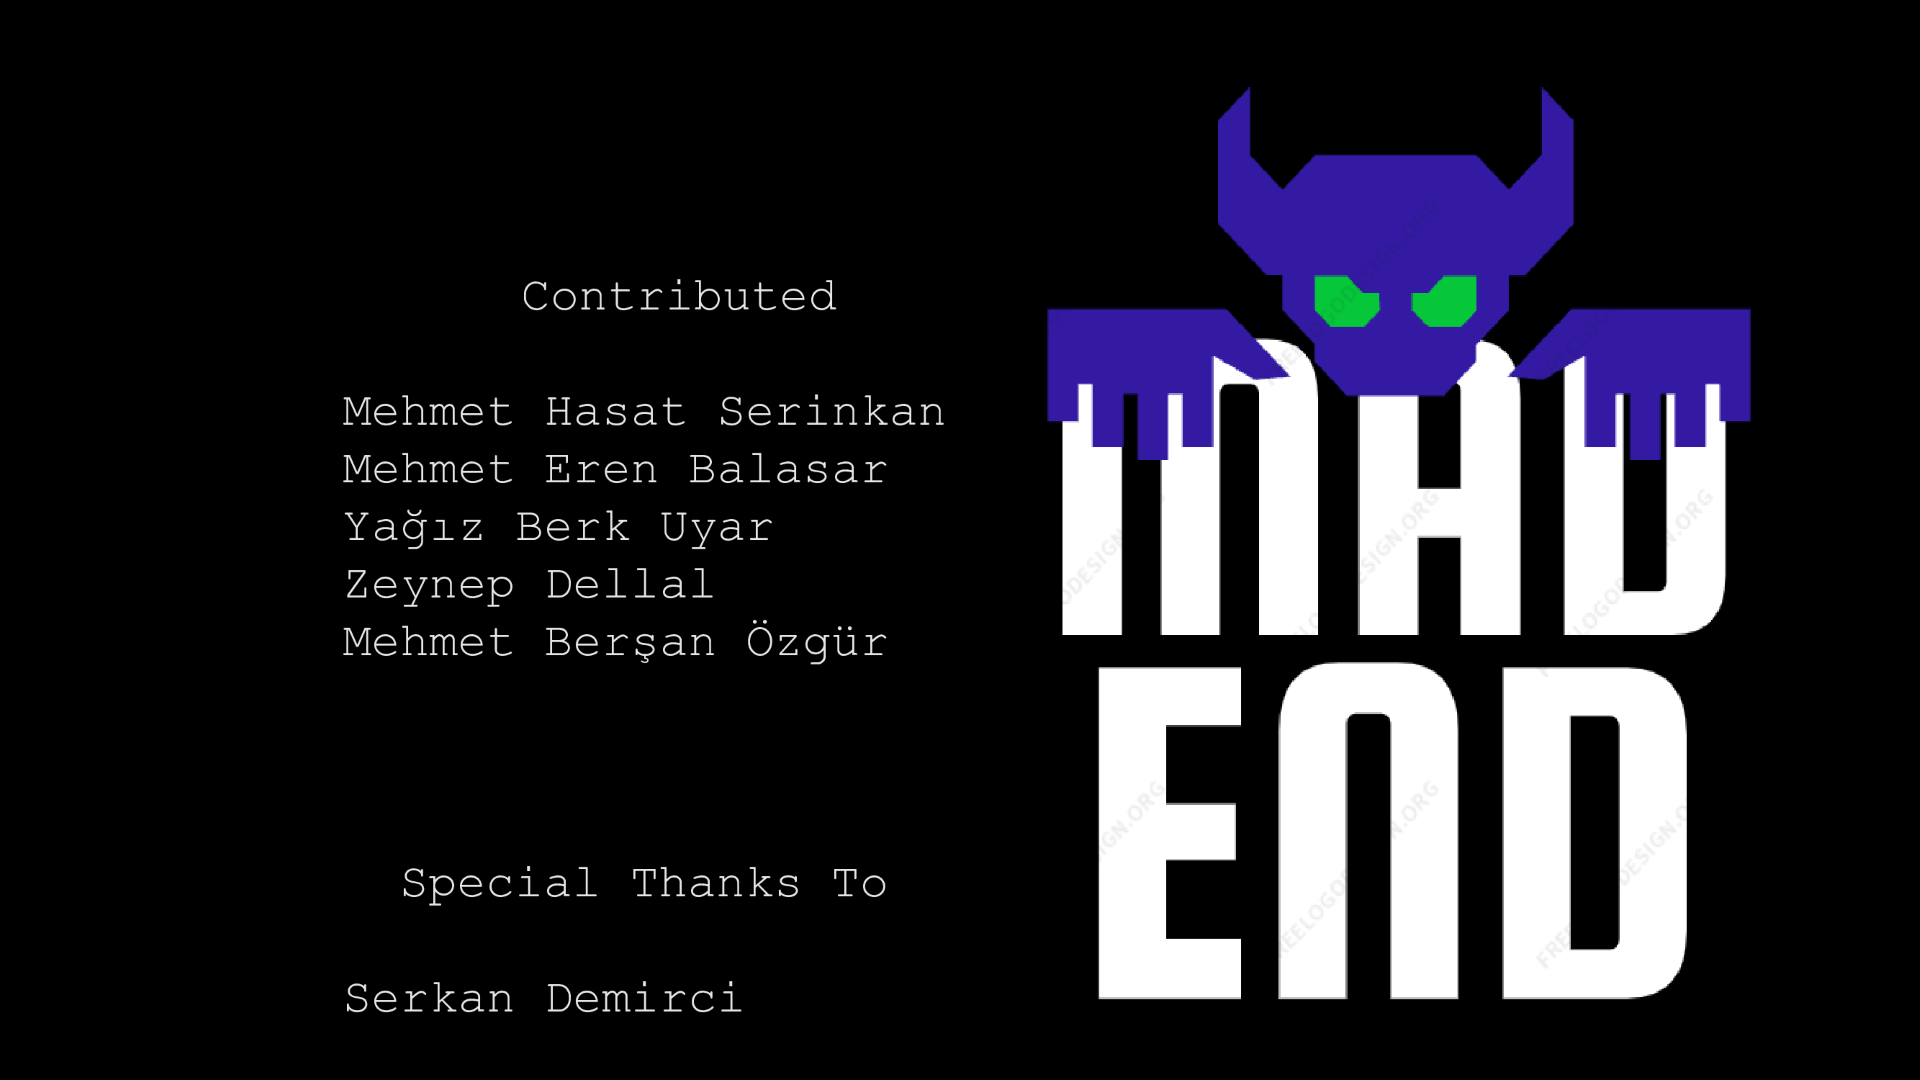 Contributed
Mehmet Hasat Serinkan
Mehmet Eren Balasar
Yağız Berk Uyar
Zeynep Dellal
Mehmet Berşan Özgür
Special Thanks To
Serkan Demirci
MAD
END